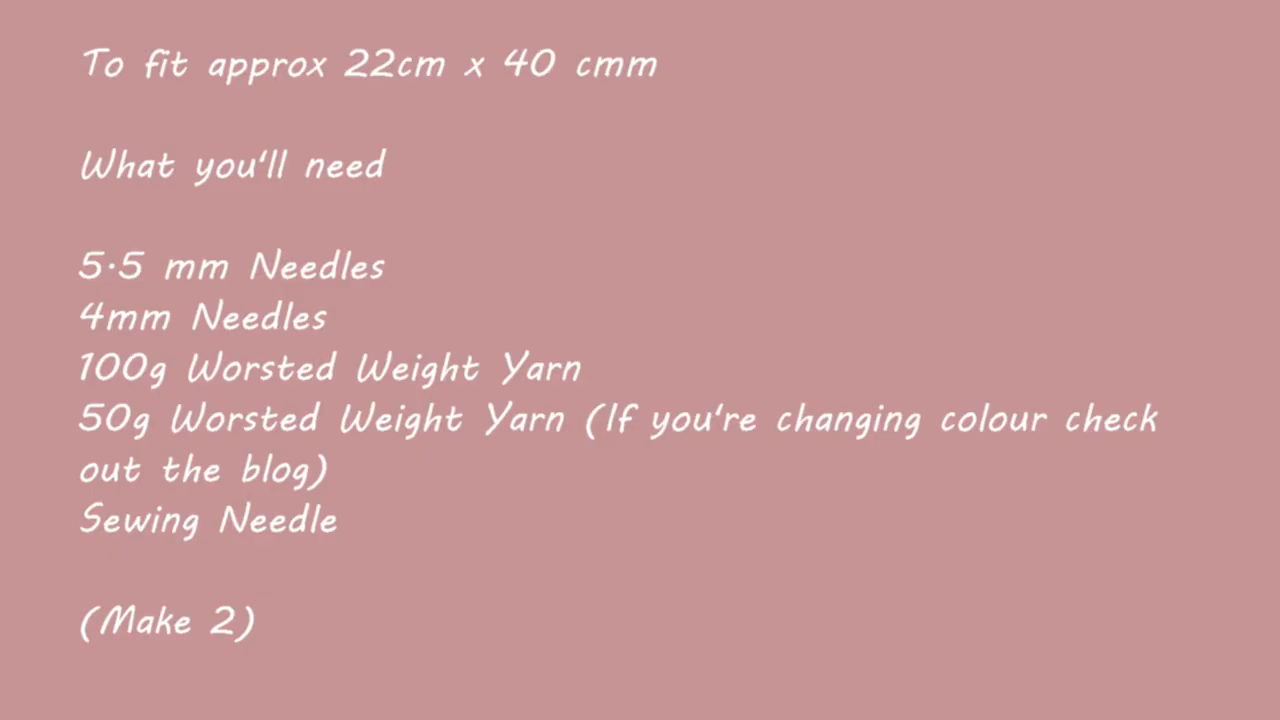 To fit approx 22cm x 40 cmm
What you'll need
5.5 mm Needles
4mm Needles
100g Worsted Weight Yarn
50g Worsted Weight Yarn (If you're changing colour check
out the blog)
Sewing Needle
(Make 2)